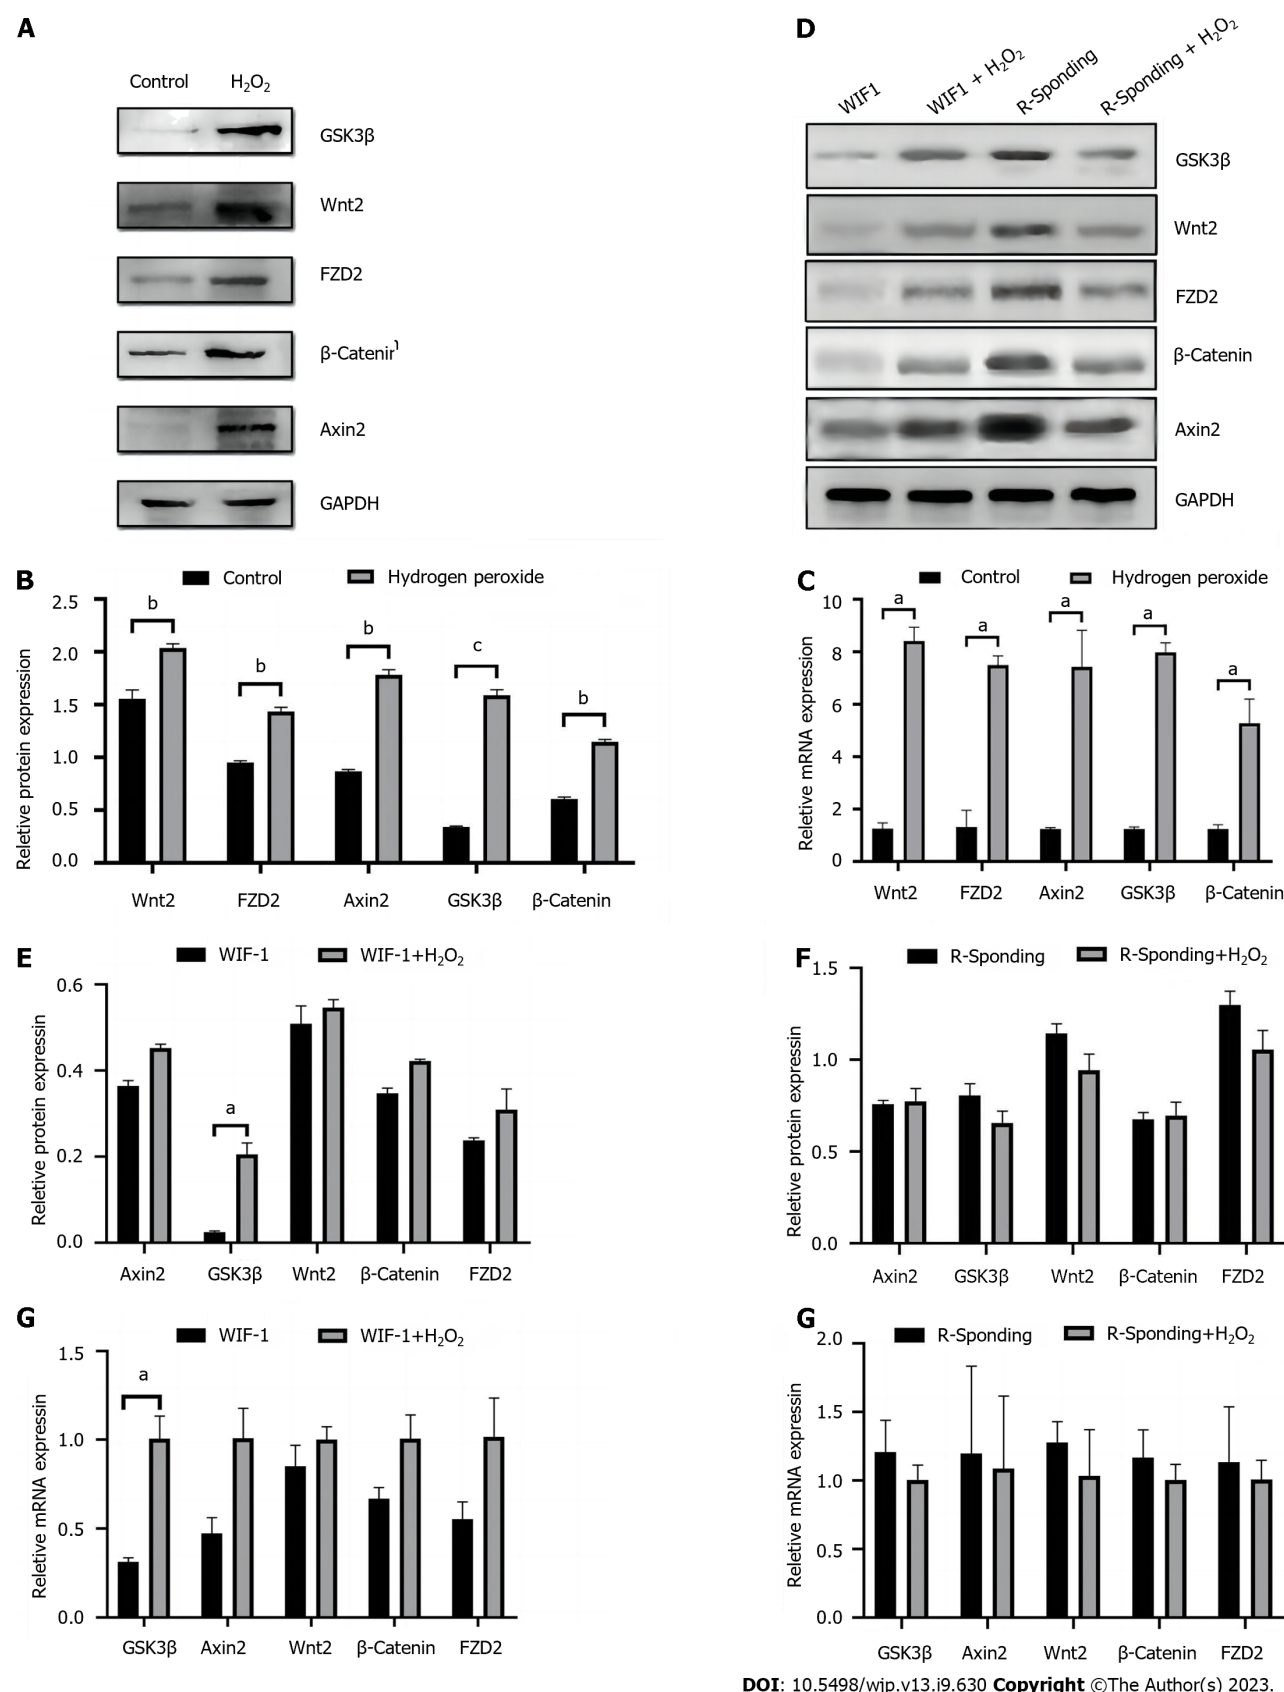 A
Control H₂O₂
GSK3β
Wnt2
FZD2
β-Catenin
Axin2
GAPDH
D
WIF1 WIF1 + H₂O₂ R-Sponding R-Sponding + H₂O₂
GSK3β
Wnt2
FZD2
β-Catenin
Axin2
GAPDH
B
Control Hydrogen peroxide
Reletive protein expression
2.5
2.0
1.5
1.0
0.5
0.0
b b b c b
Wnt2 FZD2 Axin2 GSK3β β-Catenin
C
Control Hydrogen peroxide
Reletive mRNA expression
10
8
6
4
2
0
a a a a a
Wnt2 FZD2 Axin2 GSK3β β-Catenin
E
WIF-1 WIF-1+H₂O₂
Reletive protein expressin
0.6
0.4
0.2
0.0
a
Axin2 GSK3β Wnt2 β-Catenin FZD2
F
R-Sponding R-Sponding+H₂O₂
Reletive protein expressin
1.5
1.0
0.5
0.0
Axin2 GSK3β Wnt2 β-Catenin FZD2
G
WIF-1 WIF-1+H₂O₂
Reletive mRNA expressin
1.5
1.0
0.5
0.0
a
GSK3β Axin2 Wnt2 β-Catenin FZD2
G
R-Sponding R-Sponding+H₂O₂
Reletive mRNA expressin
2.0
1.5
1.0
0.5
0.0
GSK3β Axin2 Wnt2 β-Catenin FZD2
DOI: 10.5498/wjp.v13.i9.630 Copyright ©The Author(s) 2023.